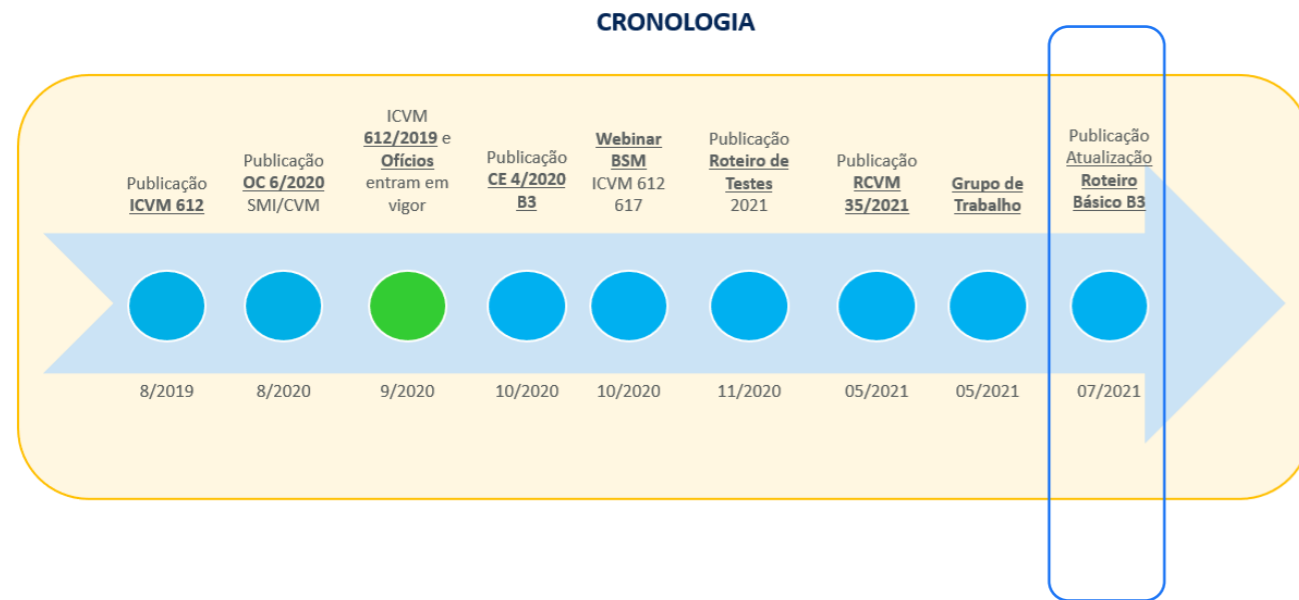 CRONOLOGIA
Publicação
ICVM 612
8/2019
Publicação
OC 6/2020
SMI/CVM
8/2020
ICVM
612/2019 e
Ofícios
entram em
vigor
9/2020
Publicação
CE 4/2020
B3
10/2020
Webinar
BSM
ICVM 612
617
10/2020
Publicação
Roteiro de
Testes
2021
11/2020
Publicação
RCVM
35/2021
05/2021
Grupo de
Trabalho
05/2021
Publicação
Atualização
Roteiro
Básico B3
07/2021